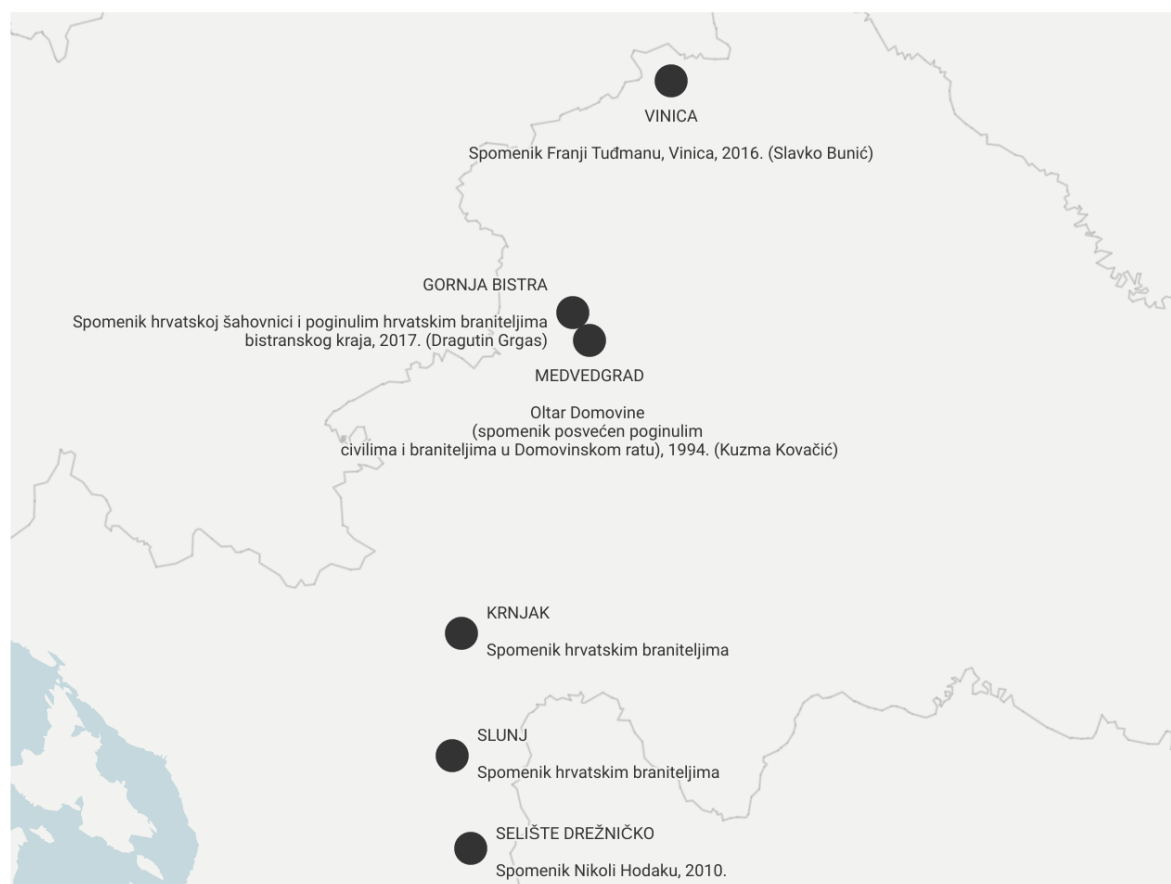 VINICA
Spomenik Franji Tuđmanu, Vinica, 2016. (Slavko Bunić)
GORNJA BISTRA
Spomenik hrvatskoj šahovnici i poginulim hrvatskim braniteljima
bistranskog kraja, 2017. (Dragutin Grgas)
MEDVEDGRAD
Oltar Domovine
(spomenik posvećen poginulim
civilima i braniteljima u Domovinskom ratu), 1994. (Kuzma Kovačić)
KRNJAK
Spomenik hrvatskim braniteljima
SLUNJ
Spomenik hrvatskim braniteljima
SELIŠTE DREŽNIČKO
Spomenik Nikoli Hodaku, 2010.